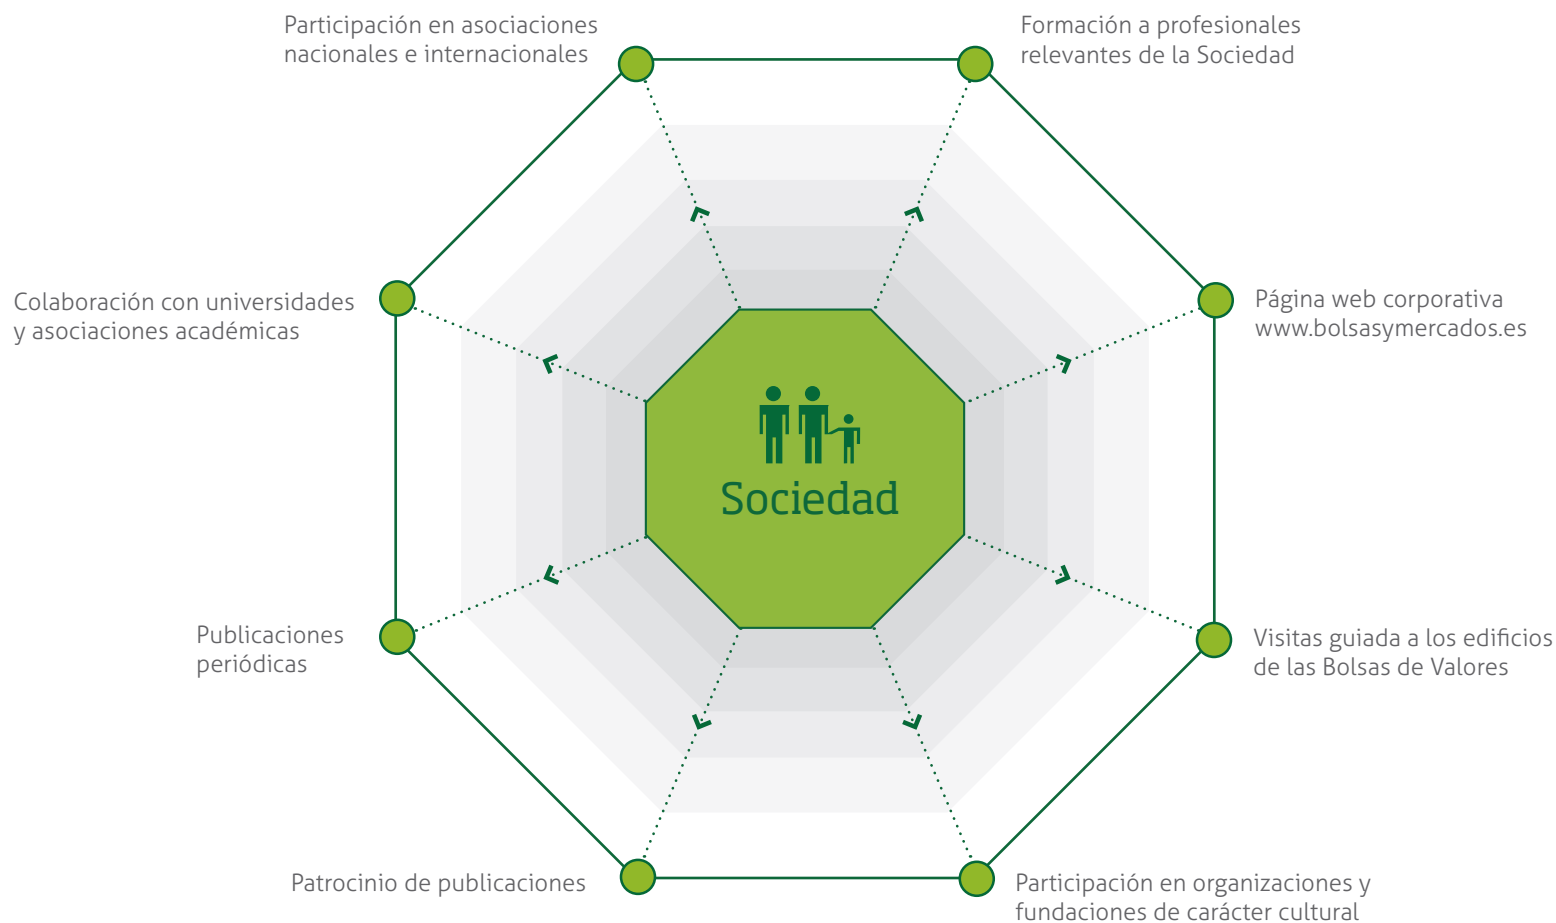 Participación en asociaciones
nacionales e internacionales
Formación a profesionales
relevantes de la Sociedad
Colaboración con universidades
y asociaciones académicas
Página web corporativa
www.bolsasymercados.es
Sociedad
Publicaciones
periódicas
Visitas guiada a los edificios
de las Bolsas de Valores
Patrocinio de publicaciones
Participación en organizaciones y
fundaciones de carácter cultural